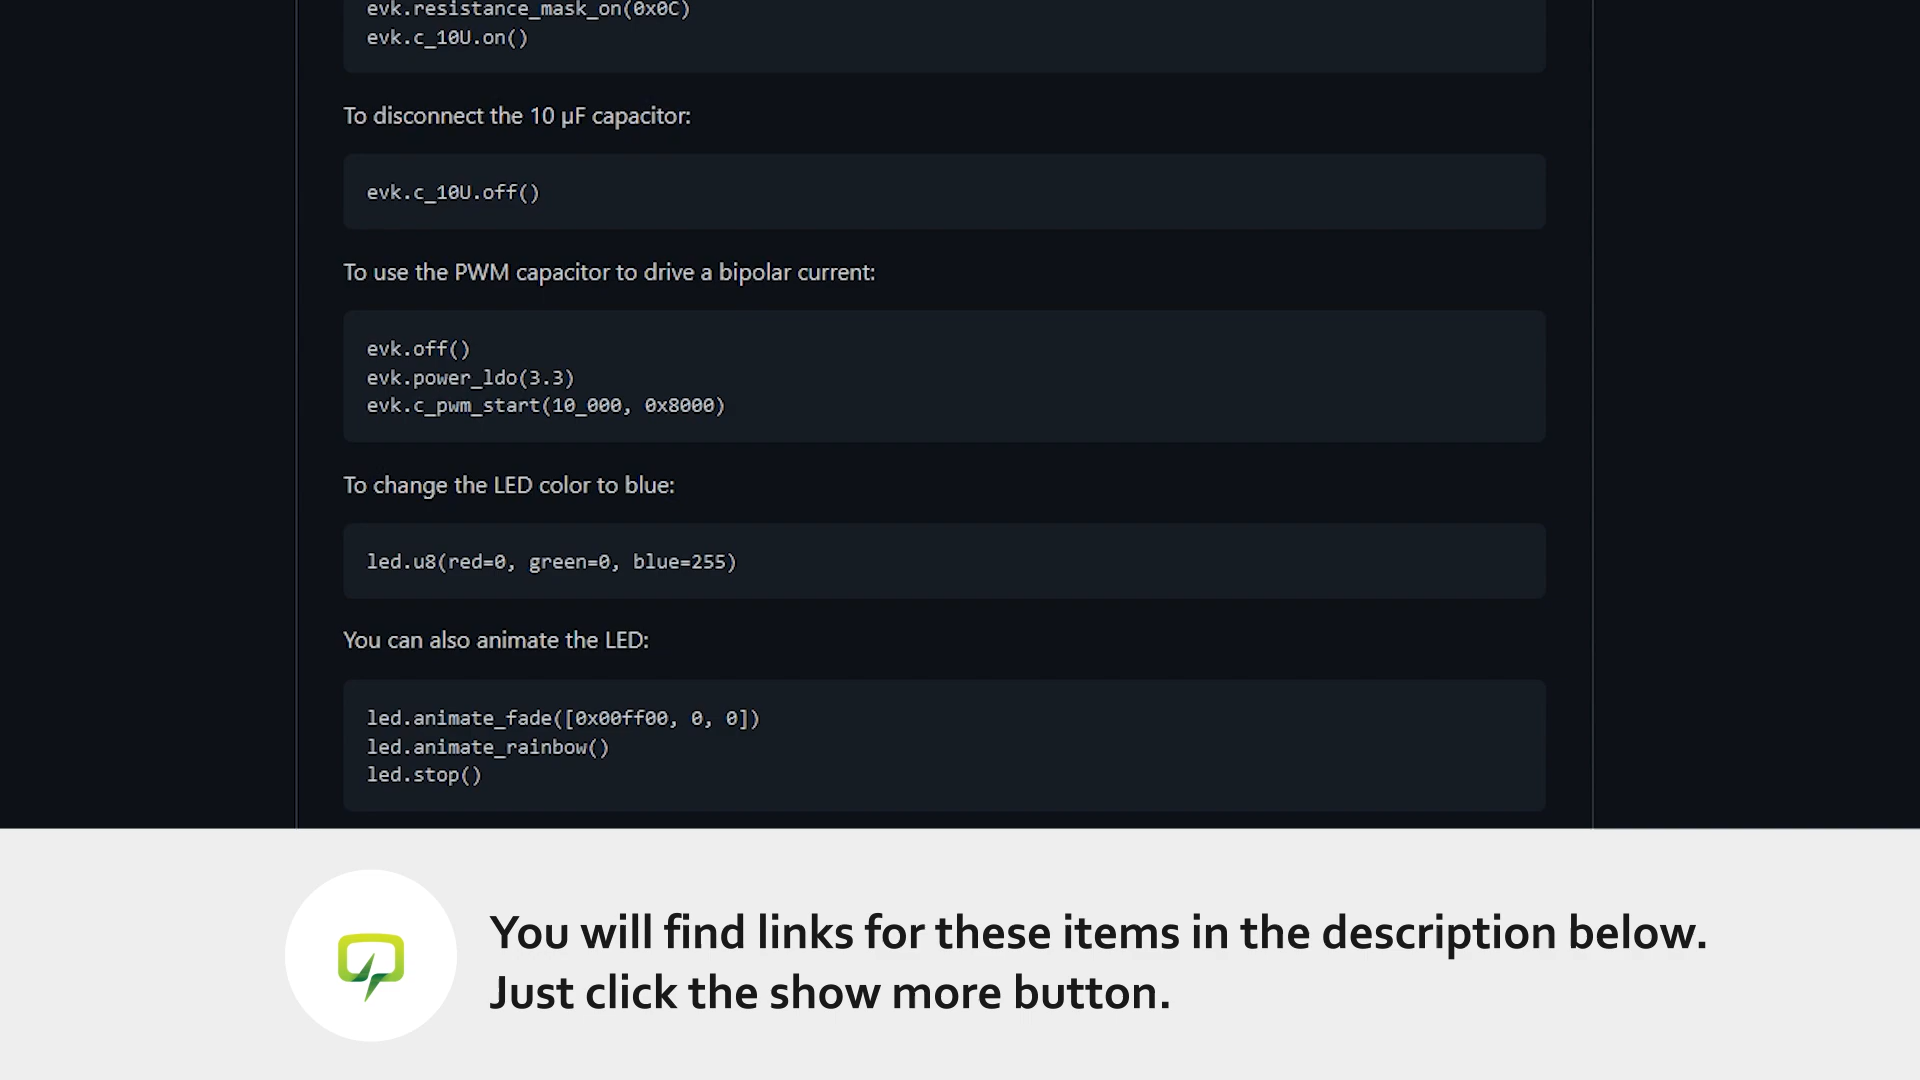 evk.resistance_mask_on(0x0C)
evk.c_10U.on()
To disconnect the 10 µF capacitor:
evk.c_10U.off()
To use the PWM capacitor to drive a bipolar current:
evk.off()
evk.power_ldo(3.3)
evk.c_pwm_start(10_000, 0x8000)
To change the LED color to blue:
led.u8(red=0, green=0, blue=255)
You can also animate the LED:
led.animate_fade([0x00ff00, 0, 0])
led.animate_rainbow()
led.stop()
You will find links for these items in the description below.
Just click the show more button.